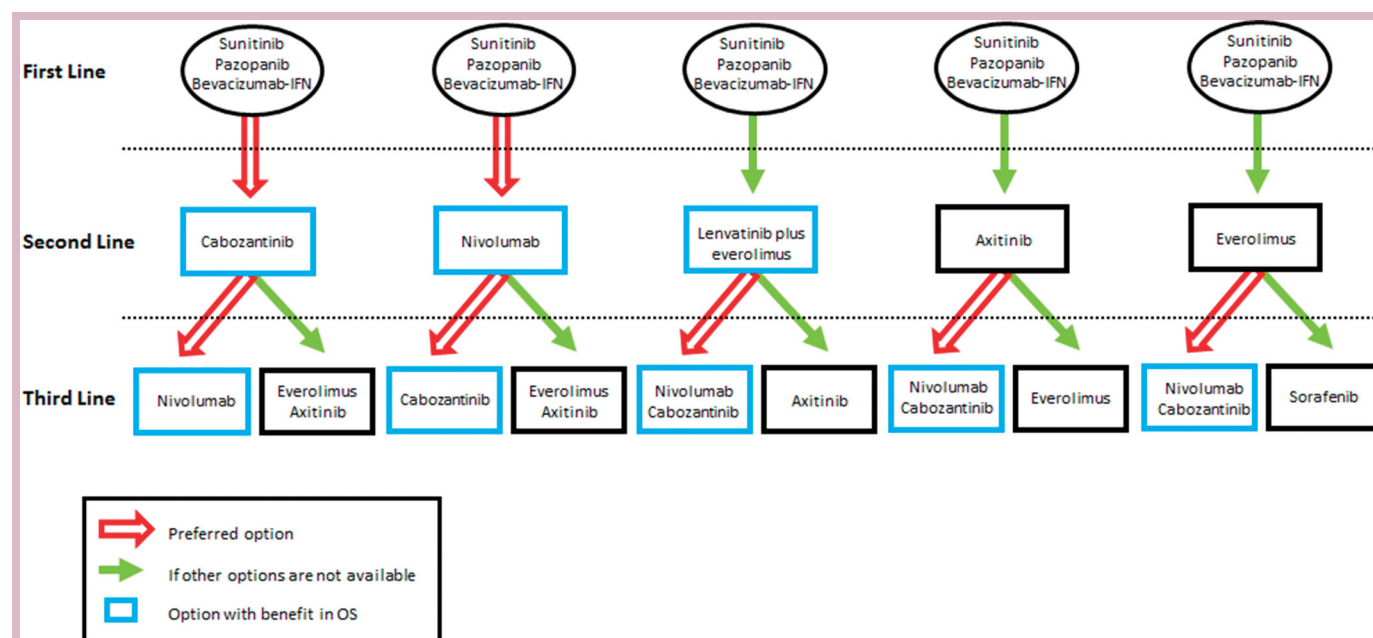 First Line
Sunitinib
Pazopanib
Bevacizumab-IFN
Sunitinib
Pazopanib
Bevacizumab-IFN
Sunitinib
Pazopanib
Bevacizumab-IFN
Sunitinib
Pazopanib
Bevacizumab-IFN
Sunitinib
Pazopanib
Bevacizumab-IFN
Second Line
Cabozantinib
Nivolumab
Lenvatinib plus
everolimus
Axitinib
Everolimus
Third Line
Nivolumab
Everolimus
Axitinib
Cabozantinib
Everolimus
Axitinib
Nivolumab
Cabozantinib
Axitinib
Nivolumab
Cabozantinib
Everolimus
Nivolumab
Cabozantinib
Sorafenib
Preferred option
If other options are not available
Option with benefit in OS